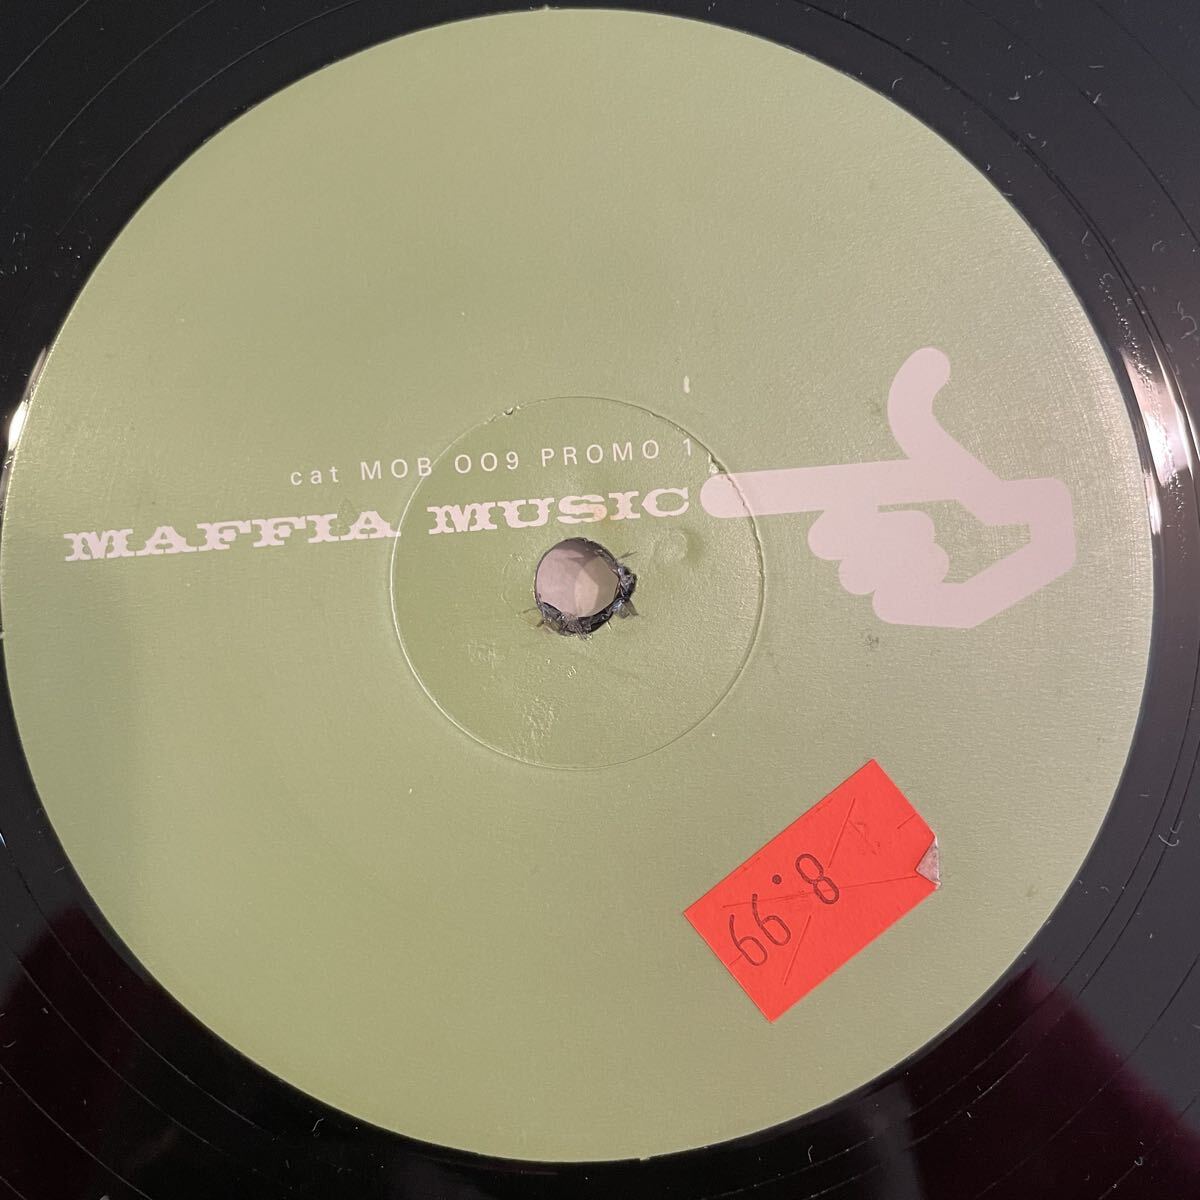 cat MOB 009 PROMO 1
MAFFIA MUSIC
8.99